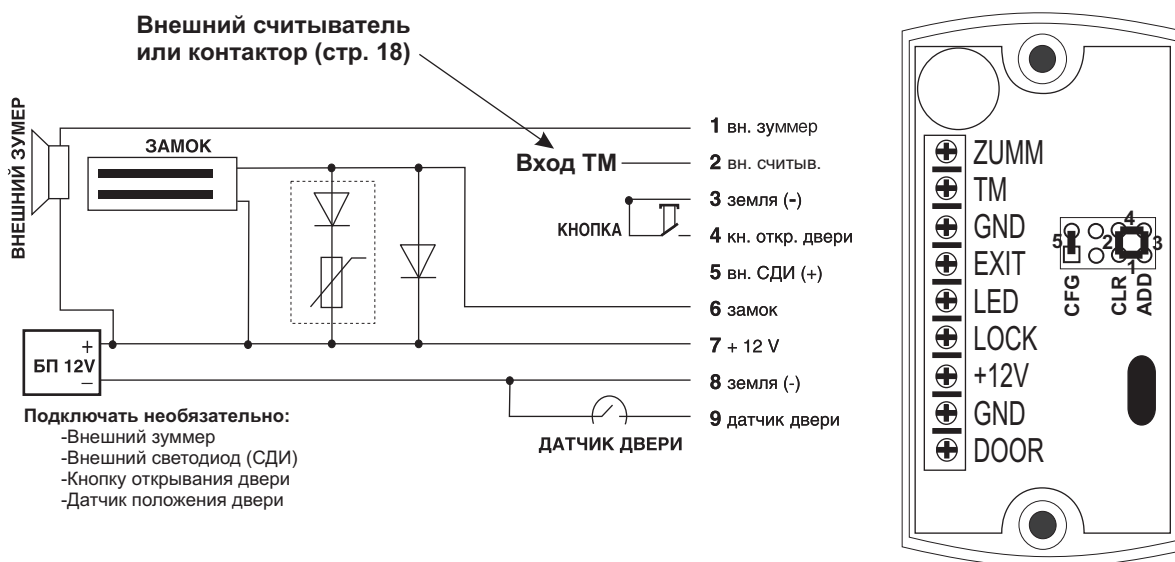 Внешний считыватель
или контактор (стр. 18)
ВНЕШНИЙ ЗУМЕР
ЗАМОК
Вход ТМ
КНОПКА
1 вн. зуммер
2 вн. считыв.
3 земля (-)
4 кн. откр. двери
5 вн. СДИ (+)
6 замок
7 + 12 V
8 земля (-)
9 датчик двери
БП 12V
+
–
ДАТЧИК ДВЕРИ
Подключать необязательно:
-Внешний зуммер
-Внешний светодиод (СДИ)
-Кнопку открывания двери
-Датчик положения двери
ZUMM
TM
GND
EXIT
LED
LOCK
+12V
GND
DOOR
4
5 2 3
1
CFG
CLR
ADD